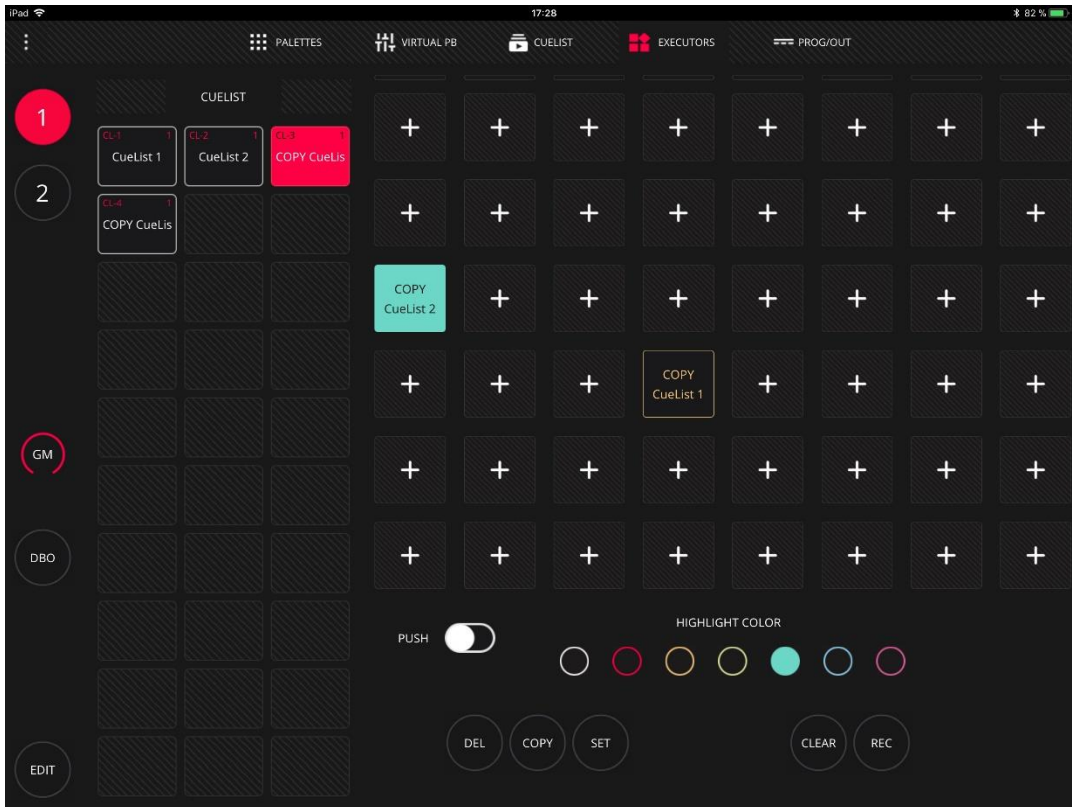 iPad 17:28 82 %
PALETTES VIRTUAL PB CUELIST EXECUTORS PROG/OUT
1
2
GM
DBO
EDIT
CUELIST
CL-1 1 CL-2 1 CL-3 1
CueList 1 CueList 2 COPY CueLis
CL-4 1
COPY CueLis
+ + + + + + + +
+ + + + + + + +
COPY
CueList 2
+ + + + + + +
+ + +
COPY
CueList 1
+ + + +
+ + + + + + + +
+ + + + + + + +
PUSH
HIGHLIGHT COLOR
DEL COPY SET CLEAR REC